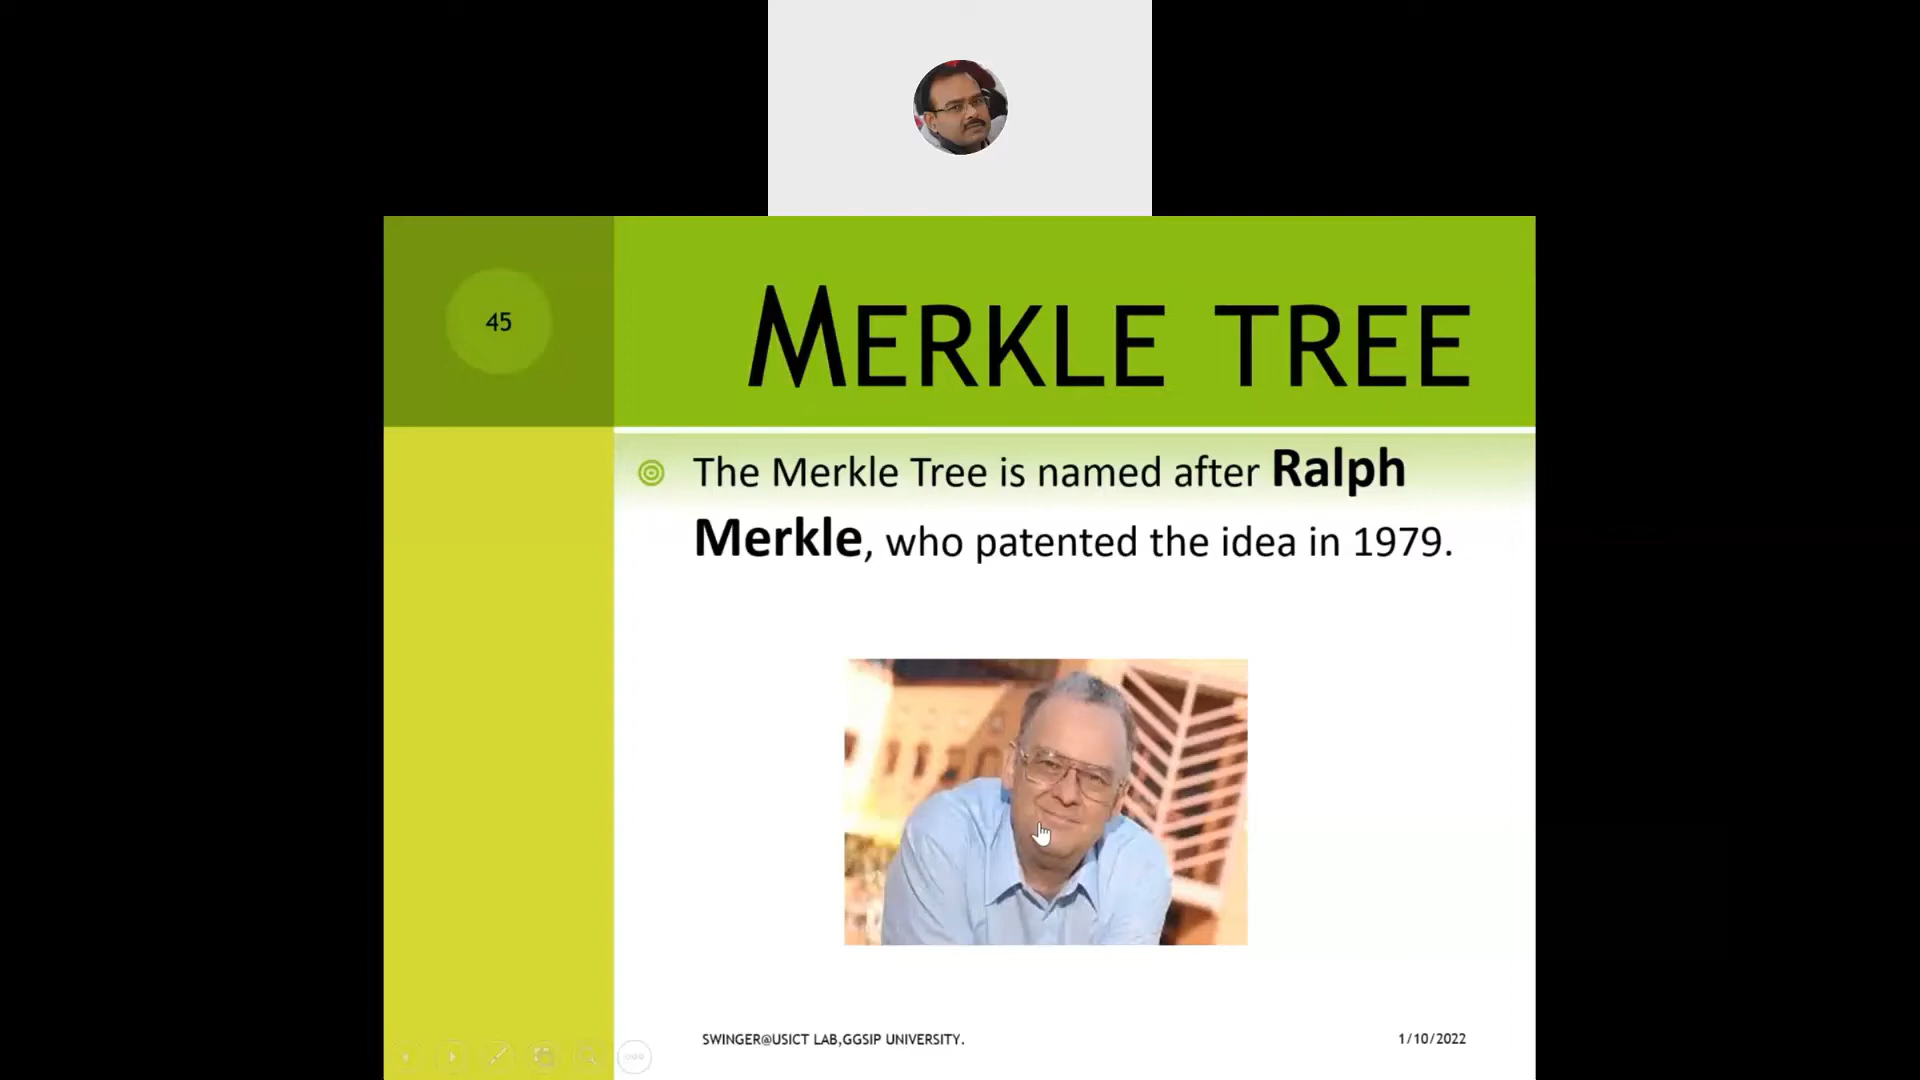 45
MERKLE TREE
The Merkle Tree is named after Ralph
Merkle, who patented the idea in 1979.
SWINGER@USICT LAB,GGSIP UNIVERSITY.
1/10/2022